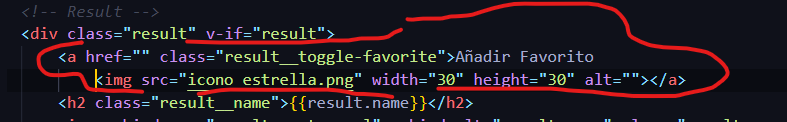 <!-- Result -->
<div class="result" v-if="result">
<a href="" class="result__toggle-favorite">Añadir Favorito
<img src="icono estrella.png" width="30" height="30" alt=""></a>
<h2 class="result__name">{{result.name}}</h2>